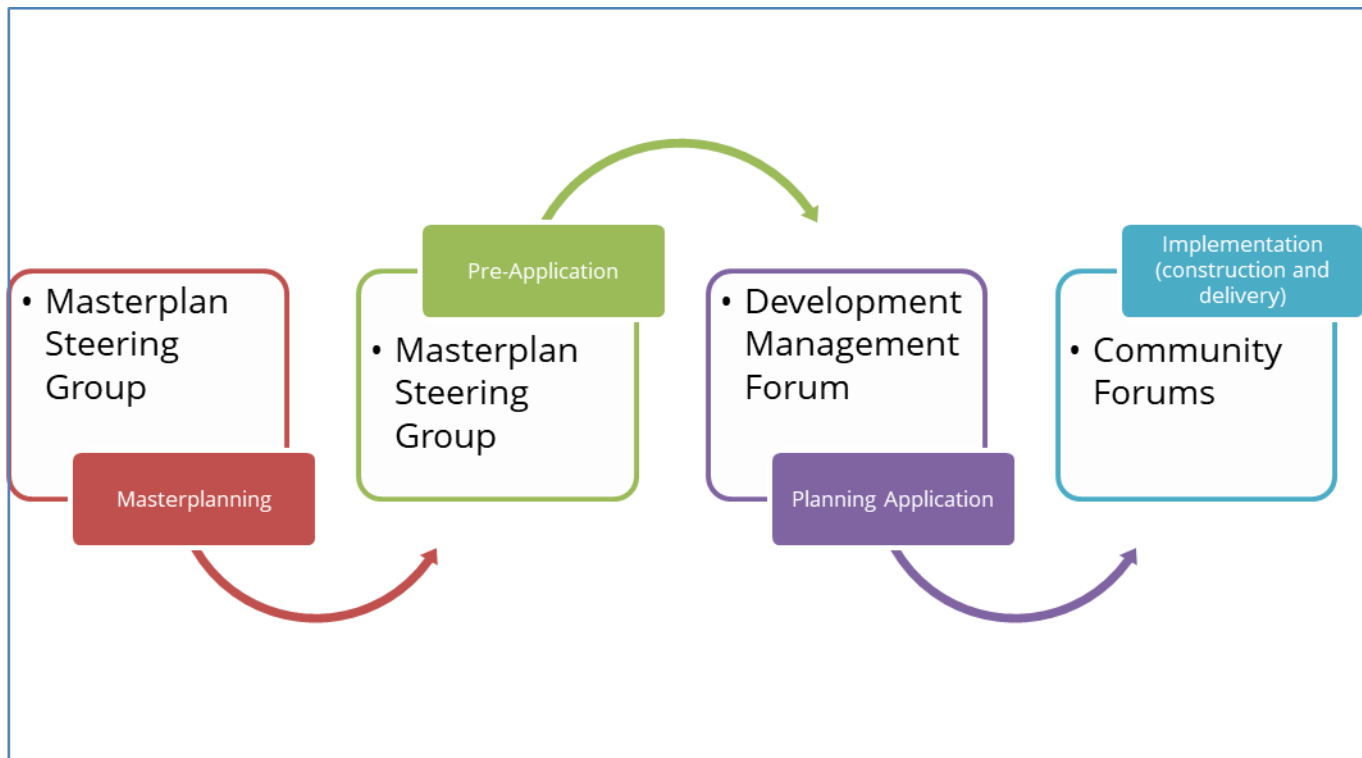 • Masterplan
Steering
Group
Masterplanning
Pre-Application
• Masterplan
Steering
Group
• Development
Management
Forum
Planning Application
Implementation
(construction and
delivery)
• Community
Forums